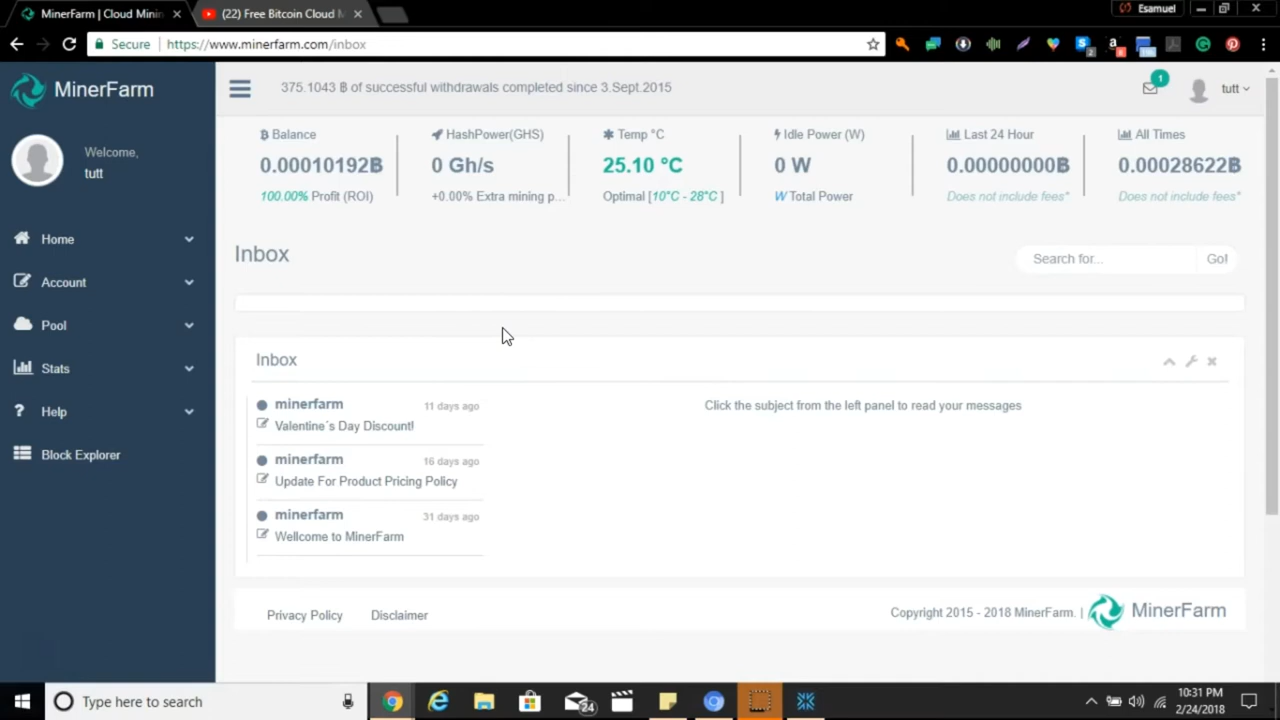 MinerFarm | Cloud Minin
(22) Free Bitcoin Cloud M
Esamuel
Secure | https://www.minerfarm.com/inbox
MinerFarm
375.1043 ฿ of successful withdrawals completed since 3.Sept.2015
1
tutt
Welcome,
tutt
Balance
0.00010192฿
100.00% Profit (ROI)
HashPower(GHS)
0 Gh/s
+0.00% Extra mining p...
Temp °C
25.10 °C
Optimal [10°C - 28°C ]
Idle Power (W)
0 W
W Total Power
Last 24 Hour
0.00000000฿
Does not include fees*
All Times
0.00028622฿
Does not include fees*
Home
Account
Pool
Stats
Help
Block Explorer
Inbox
Search for...
Go!
Inbox
minerfarm
11 days ago
Valentine´s Day Discount!
minerfarm
16 days ago
Update For Product Pricing Policy
minerfarm
31 days ago
Wellcome to MinerFarm
Click the subject from the left panel to read your messages
Privacy Policy
Disclaimer
Copyright 2015 - 2018 MinerFarm. |
MinerFarm
Type here to search
24
10:31 PM
2/24/2018